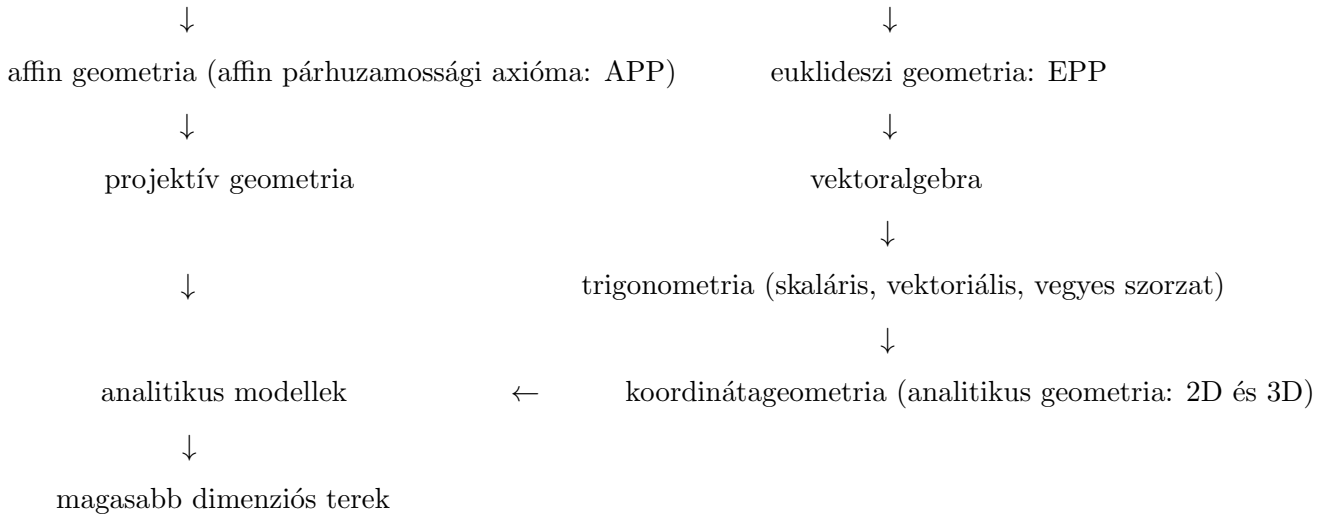 ↓ ↓
affin geometria (affin párhuzamossági axióma: APP) euklideszi geometria: EPP
↓ ↓
projektív geometria vektoralgebra
↓
↓ trigonometria (skaláris, vektoriális, vegyes szorzat)
↓
analitikus modellek ← koordinátageometria (analitikus geometria: 2D és 3D)
↓
magasabb dimenziós terek